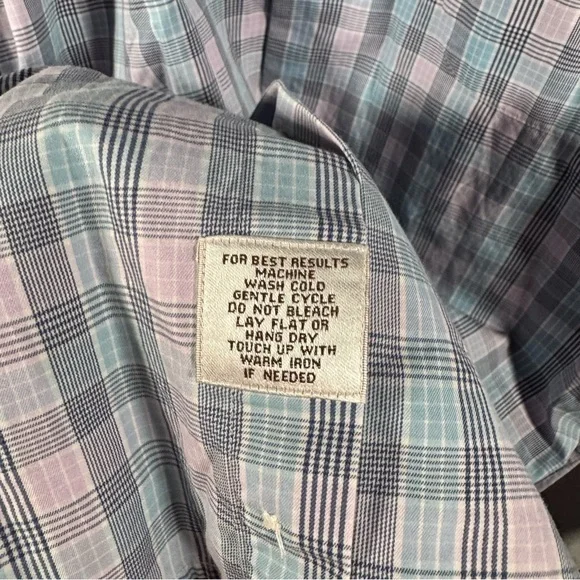 FOR BEST RESULTS
MACHINE
WASH COLD
GENTLE CYCLE
DO NOT BLEACH
LAY FLAT OR
HANG DRY
TOUCH UP WITH
WARM IRON
IF NEEDED